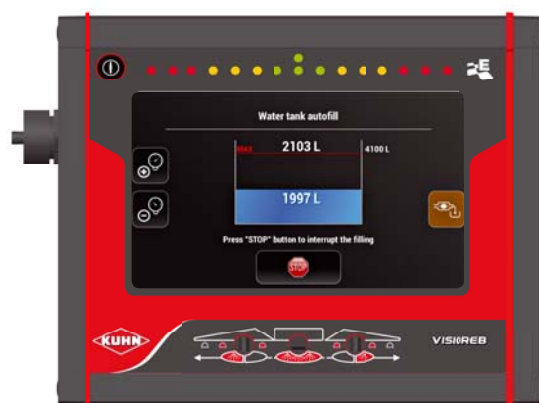 Water tank autofill
MAX
2103 L
4100 L
1997 L
Press "STOP" button to interrupt the filling
STOP
KUHN
VISIOREB